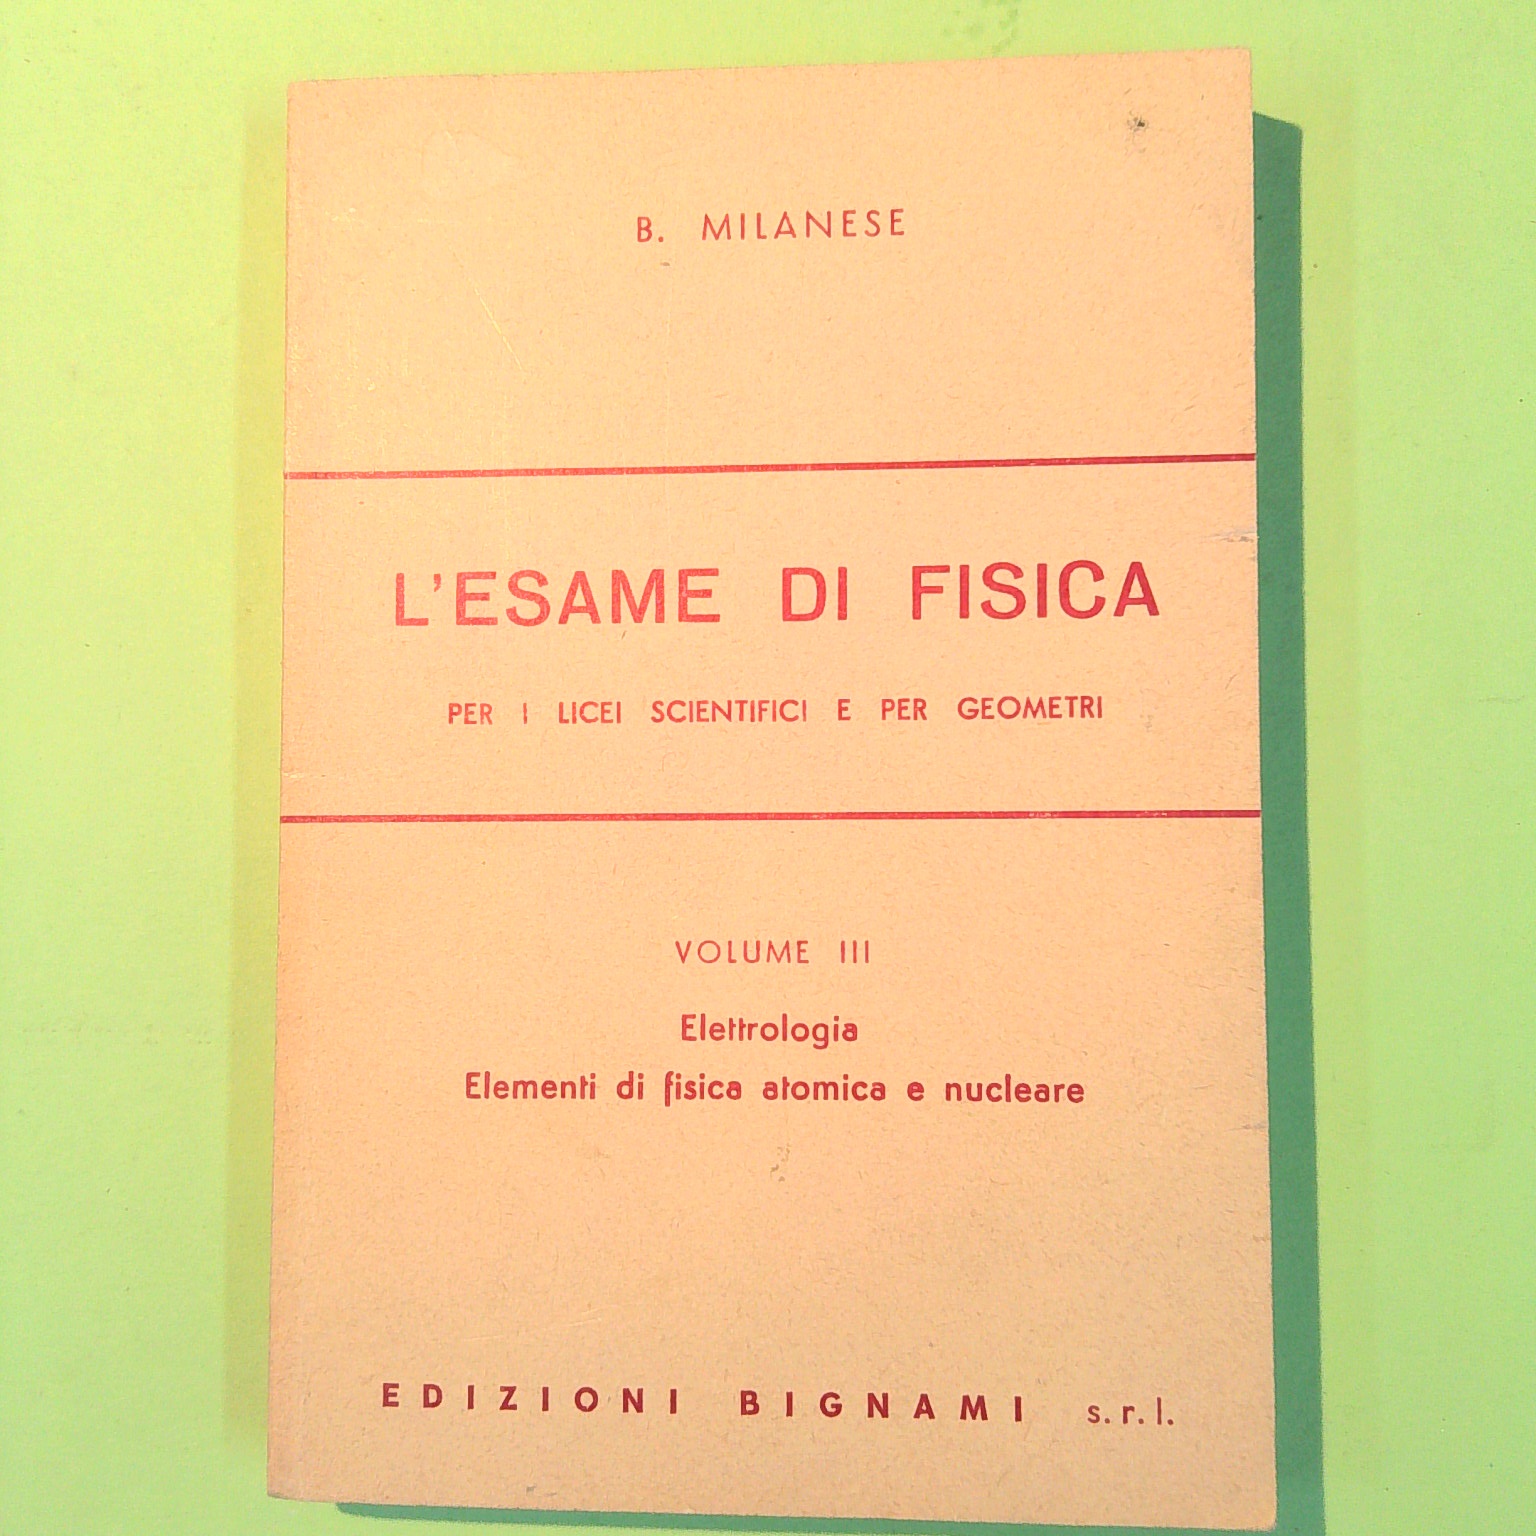 B. MILANESE
L'ESAME DI FISICA
PER I LICEI SCIENTIFICI E PER GEOMETRI
VOLUME III
Elettrologia
Elementi di fisica atomica e nucleare
EDIZIONI BIGNAMI s.r.l.